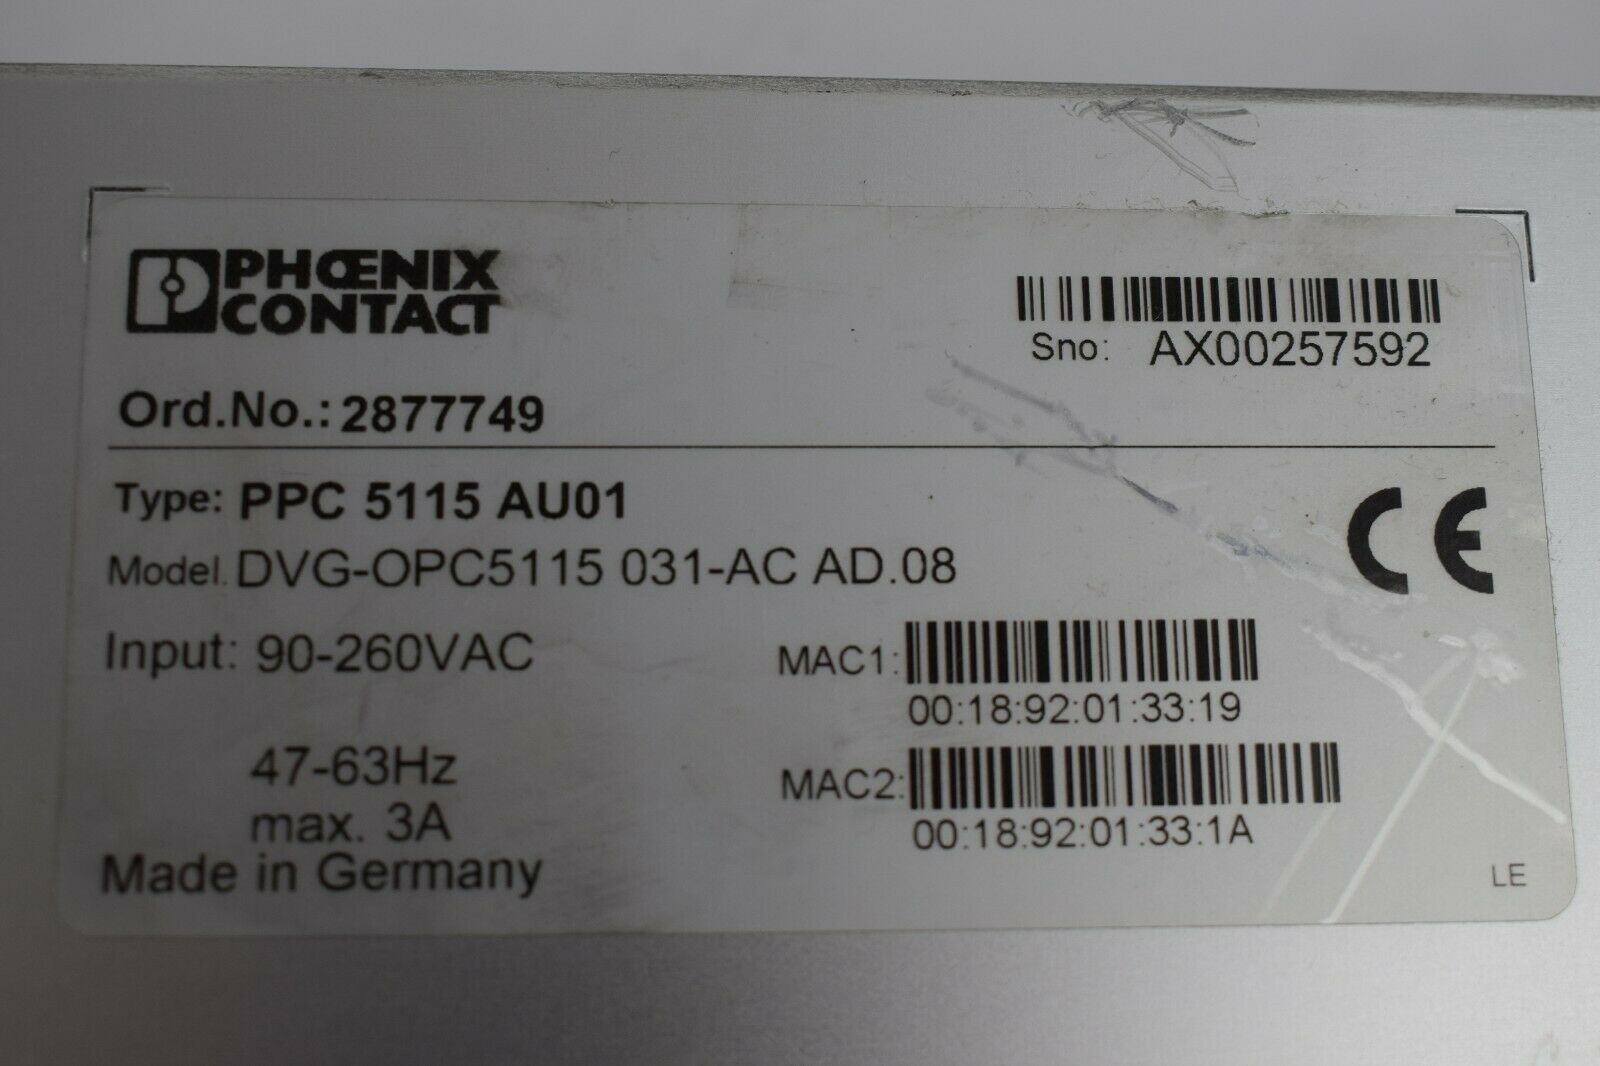 PHŒNIX
CONTACT
Sno: AX00257592
Ord.No.: 2877749
Type: PPC 5115 AU01
Model. DVG-OPC5115 031-AC AD.08
CE
Input: 90-260VAC
MAC1:
00:18:92:01:33:19
47-63Hz
MAC2:
max. 3A
00:18:92:01:33:1A
Made in Germany
LE